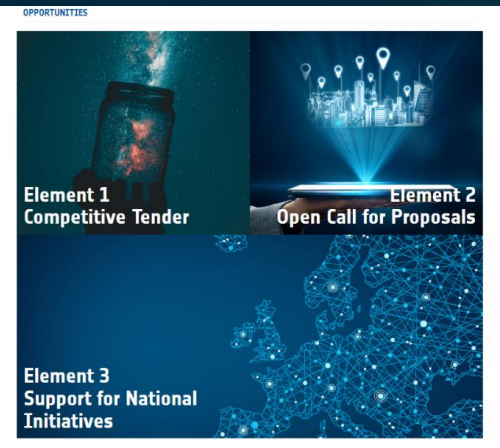 OPPORTUNITIES
Element 1
Competitive Tender
Element 2
Open Call for Proposals
Element 3
Support for National
Initiatives